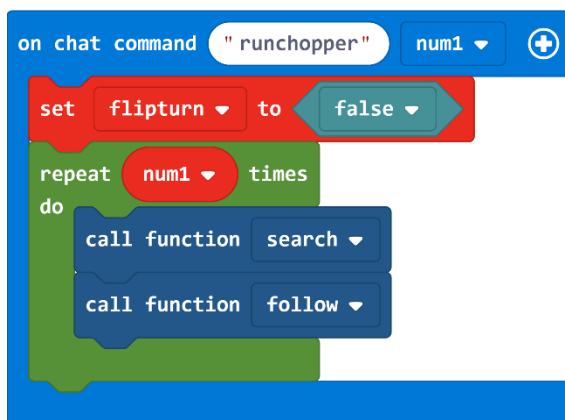 on chat command "runchopper" num1
set flipturn to false
repeat num1 times
do
call function search
call function follow